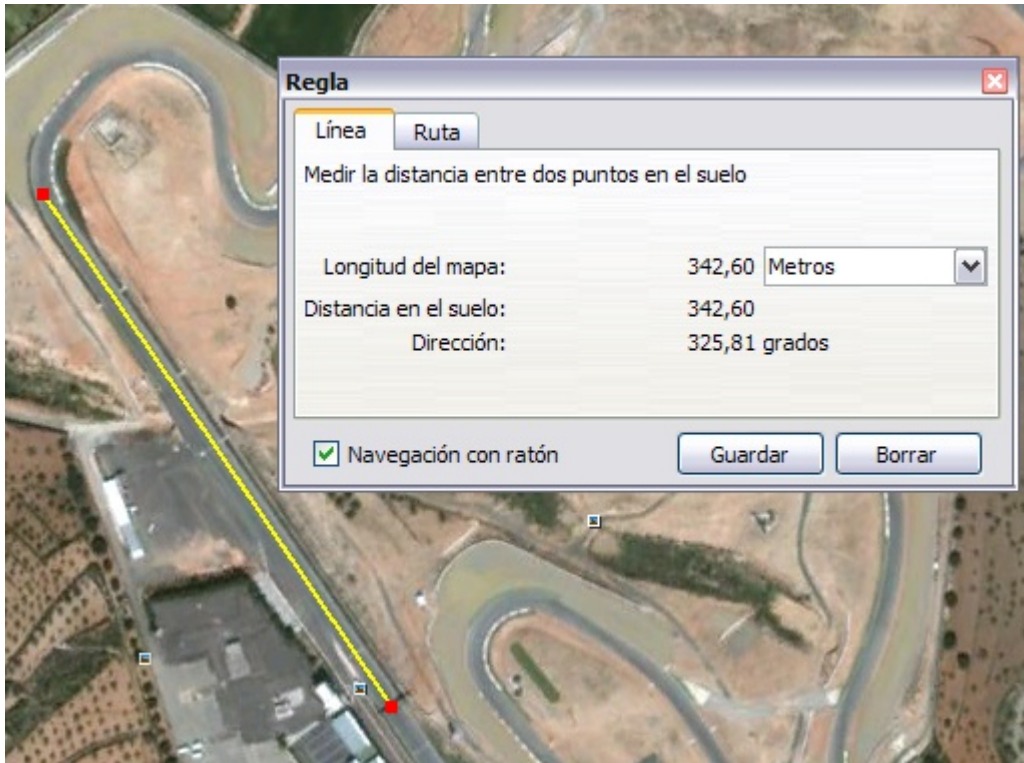 Regla
Línea Ruta
Medir la distancia entre dos puntos en el suelo
Longitud del mapa: 342,60 Metros
Distancia en el suelo: 342,60
Dirección: 325,81 grados
Navegación con ratón Guardar Borrar